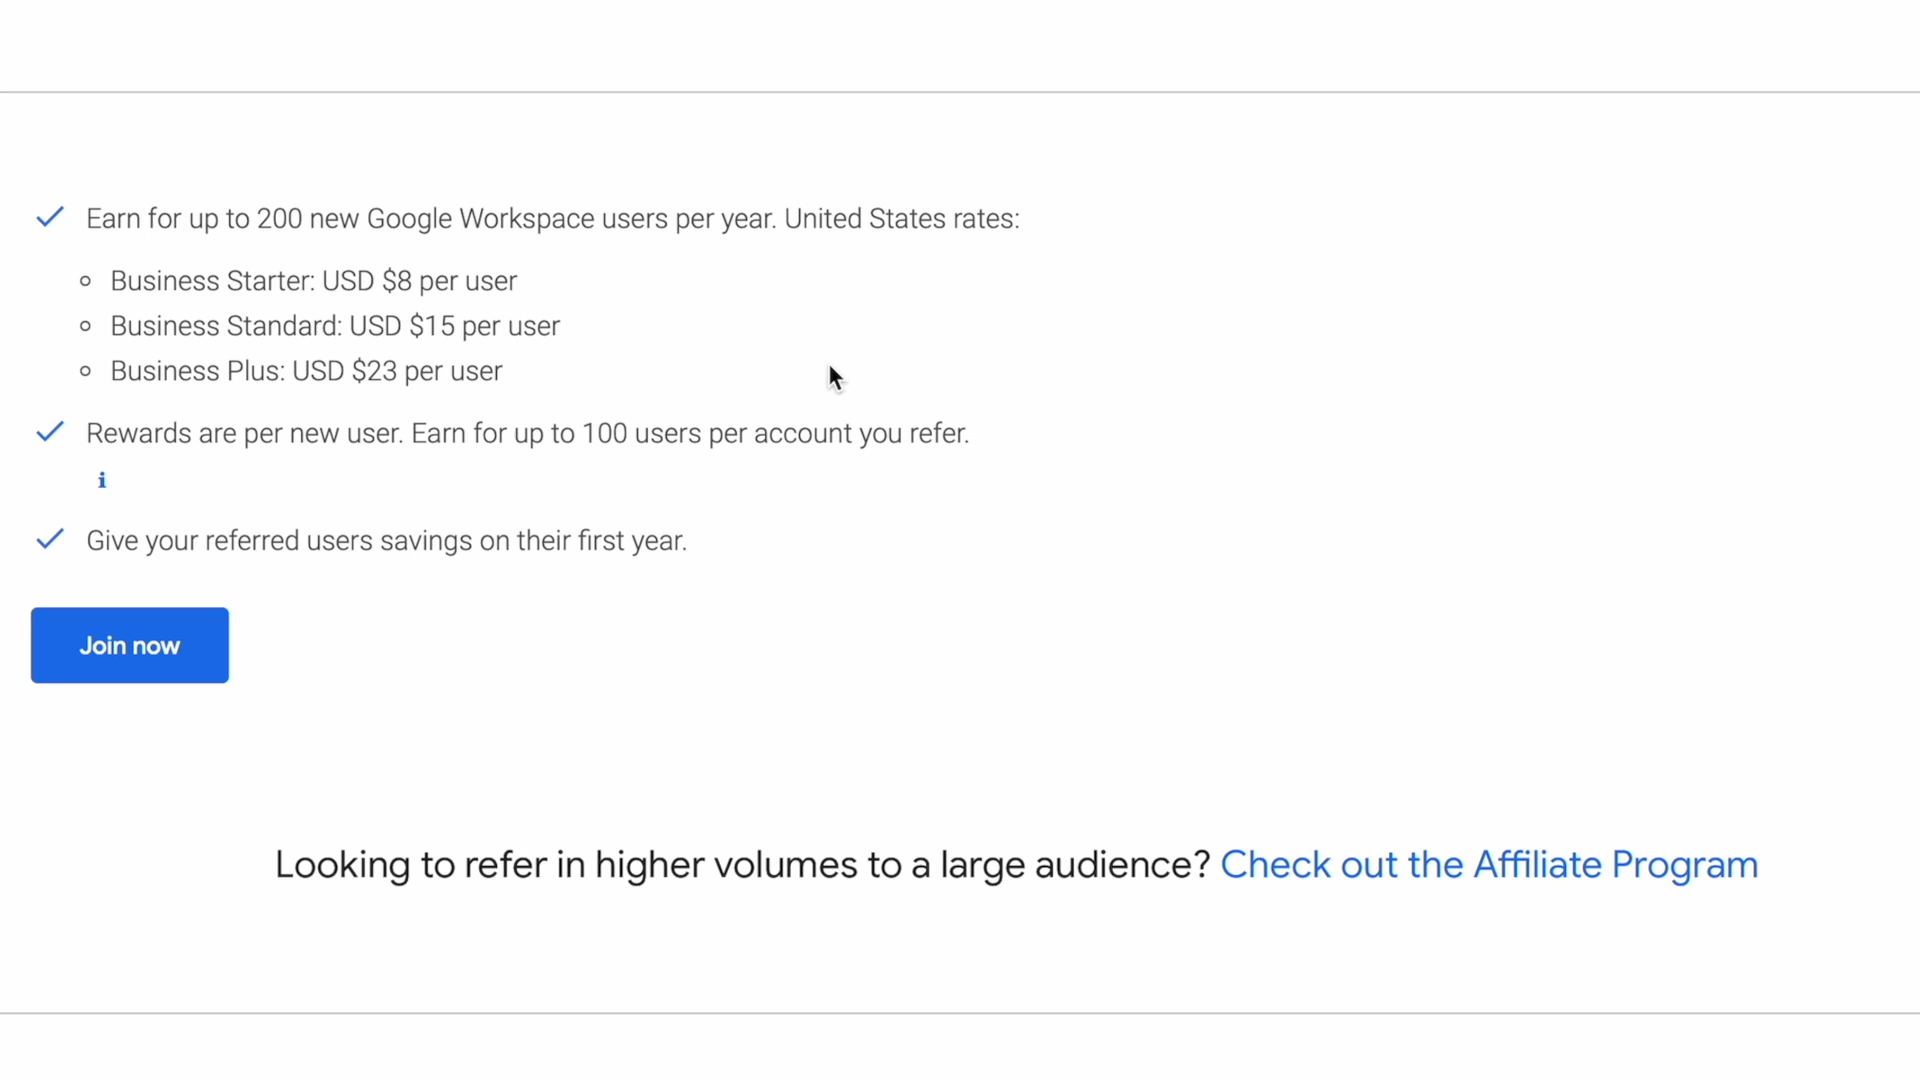 Earn for up to 200 new Google Workspace users per year. United States rates:
Business Starter: USD $8 per user
Business Standard: USD $15 per user
Business Plus: USD $23 per user
Rewards are per new user. Earn for up to 100 users per account you refer.
i
Give your referred users savings on their first year.
Join now
Looking to refer in higher volumes to a large audience? Check out the Affiliate Program